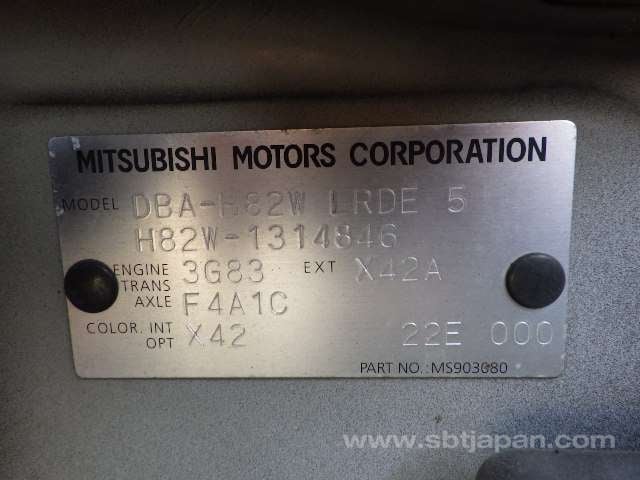 MITSUBISHI MOTORS CORPORATION
MODEL DBA-H82W LRDE 5
H82W-1314846
ENGINE 3G83 EXT X42A
TRANS
AXLE F4A1C
COLOR. INT X42 22E 000
OPT
PART NO.: MS903080
www.sbtjapan.com